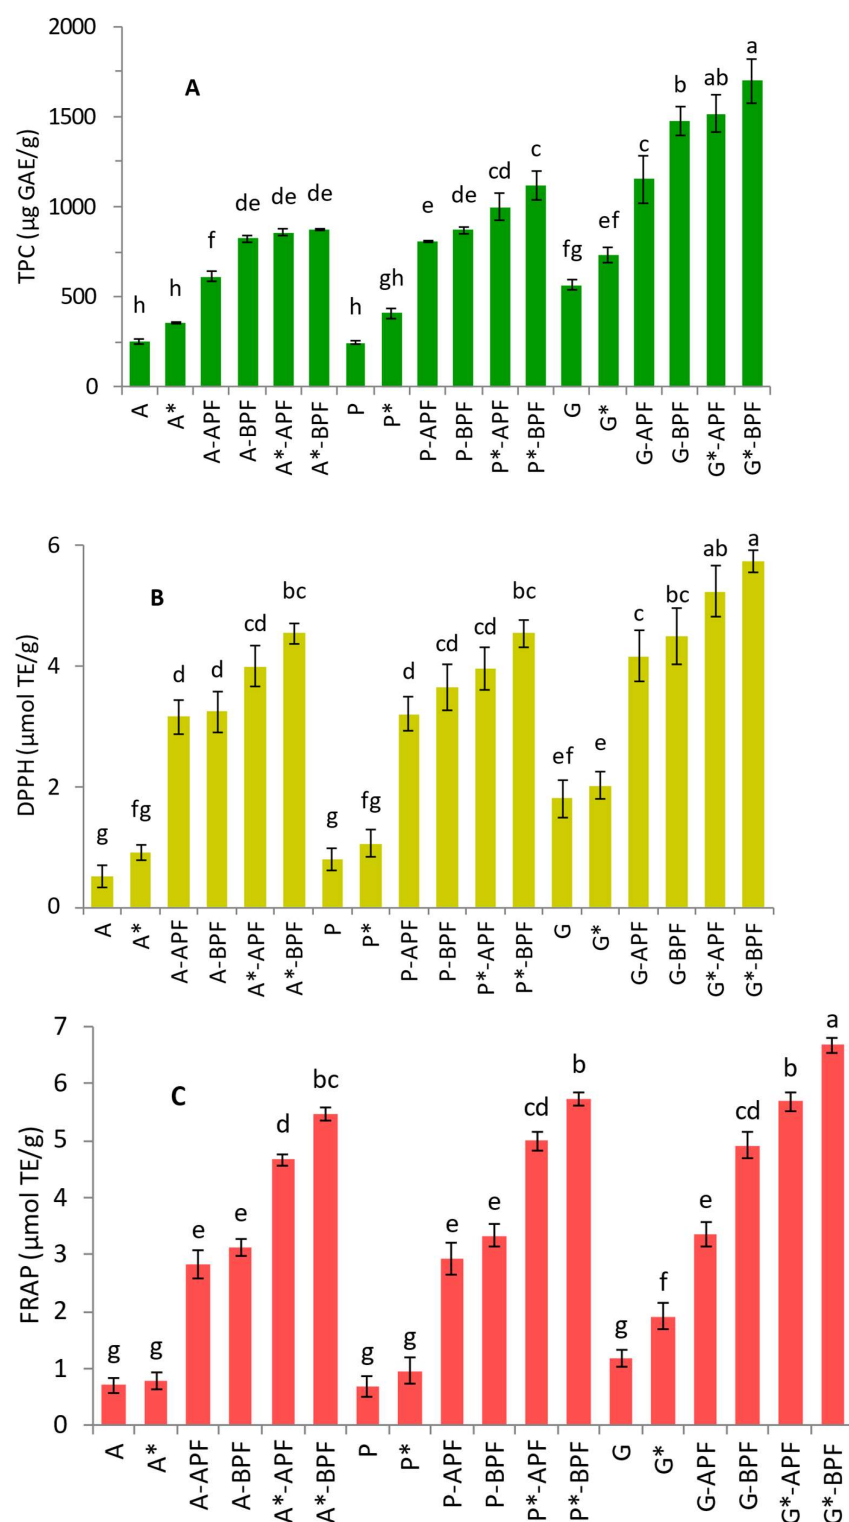 2000
A
a
ab
b
1500
c
c
cd
TPC (µg GAE/g)
de
de
de
de
e
1000
f
ef
fg
gh
500
h
h
h
0
A
A*
A-APF
A-BPF
A*-APF
A*-BPF
P
P*
P-APF
P-BPF
P*-APF
P*-BPF
G
G*
G-APF
G-BPF
G*-APF
G*-BPF
6
B
a
ab
bc
bc
bc
c
cd
cd
cd
d
d
d
4
DPPH (µmol TE/g)
ef
e
2
g
fg
g
fg
0
A
A*
A-APF
A-BPF
A*-APF
A*-BPF
P
P*
P-APF
P-BPF
P*-APF
P*-BPF
G
G*
G-APF
G-BPF
G*-APF
G*-BPF
7
C
a
6
bc
b
b
d
cd
cd
5
4
FRAP (µmol TE/g)
e
e
e
e
e
3
2
f
g
g
g
g
g
1
0
A
A*
A-APF
A-BPF
A*-APF
A*-BPF
P
P*
P-APF
P-BPF
P*-APF
P*-BPF
G
G*
G-APF
G-BPF
G*-APF
G*-BPF